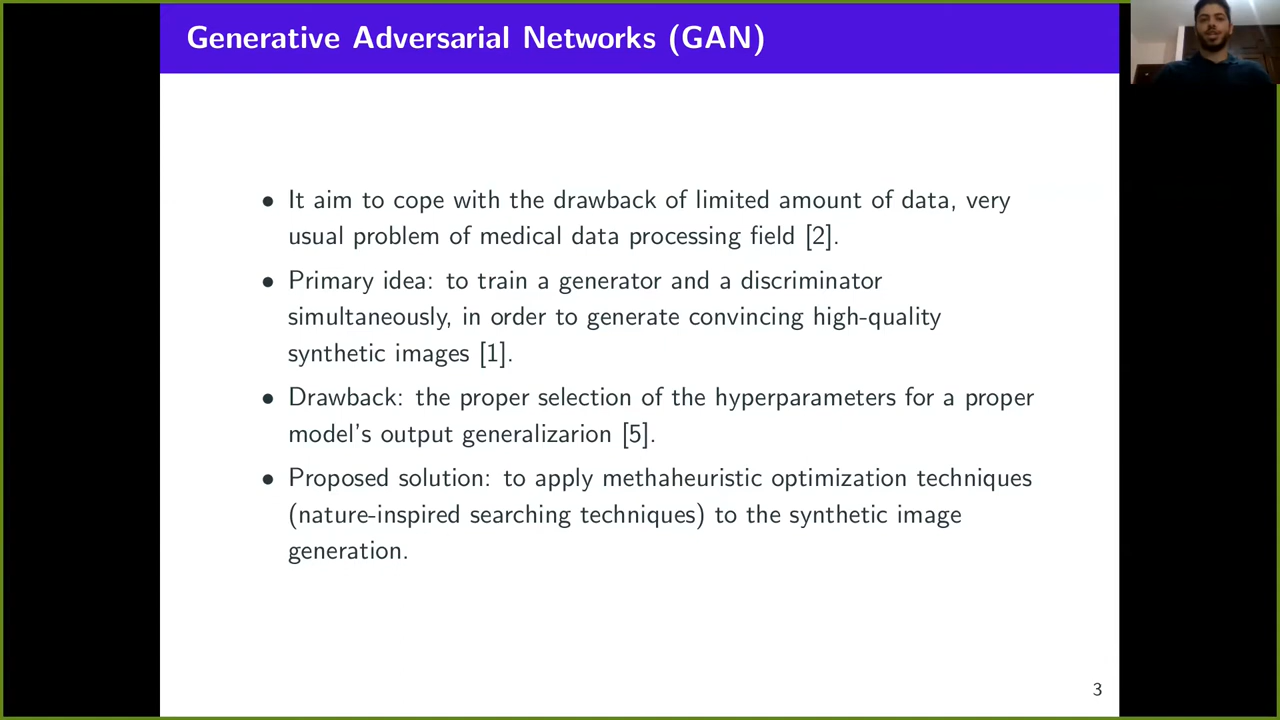 Generative Adversarial Networks (GAN)
• It aim to cope with the drawback of limited amount of data, very
usual problem of medical data processing field [2].
• Primary idea: to train a generator and a discriminator
simultaneously, in order to generate convincing high-quality
synthetic images [1].
• Drawback: the proper selection of the hyperparameters for a proper
model's output generalizarion [5].
• Proposed solution: to apply methaheuristic optimization techniques
(nature-inspired searching techniques) to the synthetic image
generation.
3